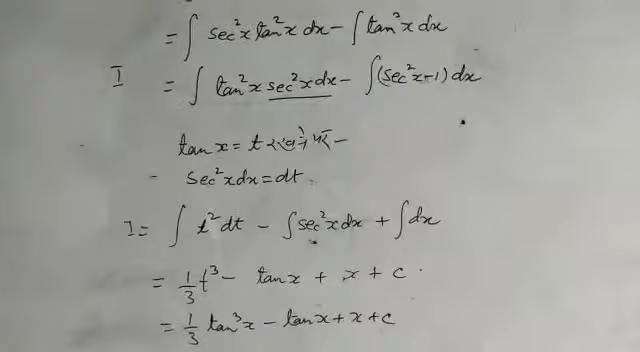 = ∫ sec²x tan²x dx - ∫ tan²x dx
I = ∫ tan²x sec²x dx - ∫(sec²x-1) dx
tan x = t रखने पर -
sec²x dx = dt
I = ∫ t² dt - ∫ sec²x dx + ∫ dx
= 1/3 t³ - tan x + x + c .
= 1/3 tan³x - tan x + x + c